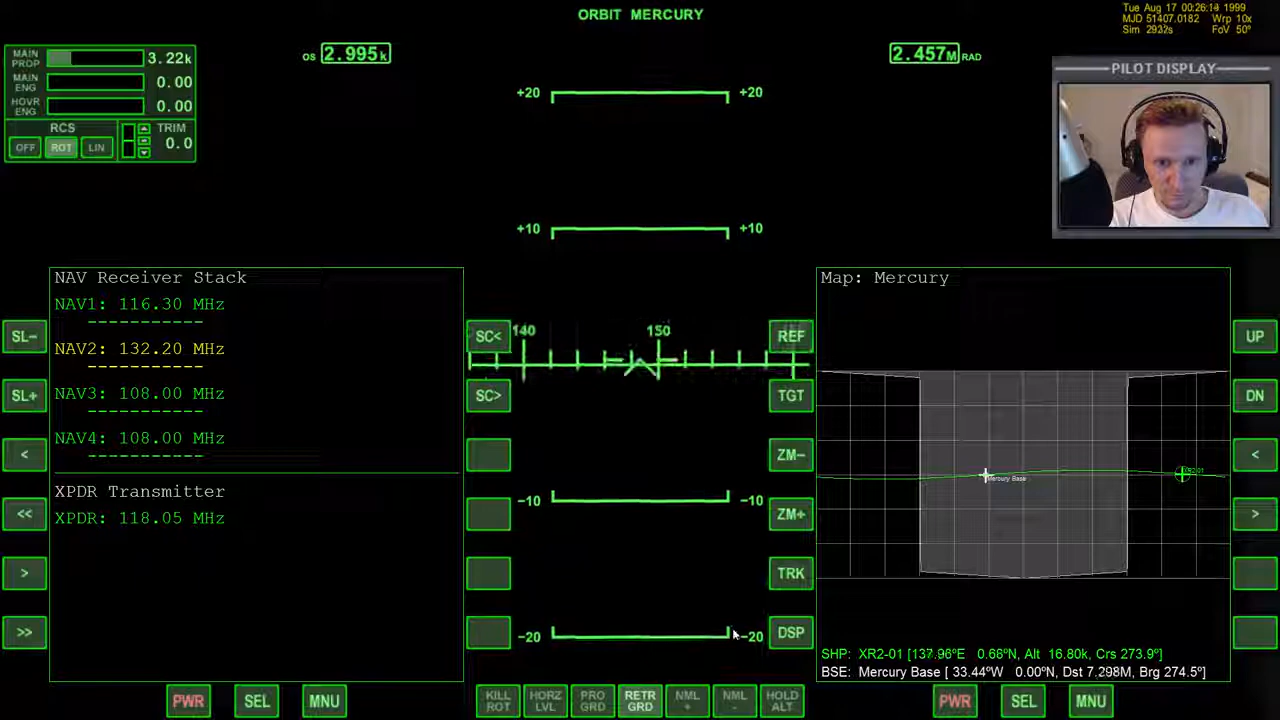 ORBIT MERCURY
Tue Aug 17 00:26:14 1999
MJD 51407.0182 Wrp 10x
Sim 2932s FoV 50°
MAIN PROP 3.22k
MAIN ENG 0.00
HOVR ENG 0.00
RCS TRIM
OFF ROT LIN 0.0
OS 2.995k
2.457M RAD
PILOT DISPLAY
+20 +20
+10 +10
140 150
-10 -10
-20 -20
NAV Receiver Stack
NAV1: 116.30 MHz
-----------
NAV2: 132.20 MHz
-----------
NAV3: 108.00 MHz
-----------
NAV4: 108.00 MHz
-----------
XPDR Transmitter
XPDR: 118.05 MHz
SL-
SL+
<
<<
>
>>
SC<
SC>
PWR SEL MNU
KILL ROT
HORZ LVL
PRO GRD
RETR GRD
NML +
NML -
HOLD ALT
REF
TGT
ZM-
ZM+
TRK
DSP
Map: Mercury
Mercury Base
XR2-01
SHP: XR2-01 [137.96°E 0.66°N, Alt 16.80k, Crs 273.9°]
BSE: Mercury Base [ 33.44°W 0.00°N, Dst 7.298M, Brg 274.5°]
UP
DN
<
>
PWR SEL MNU